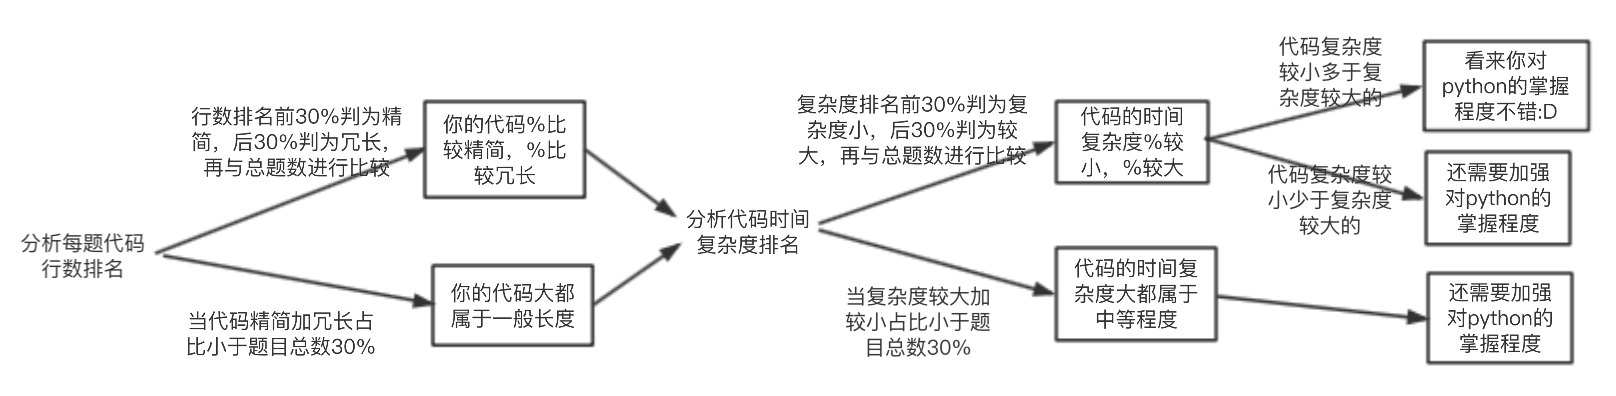 分析每题代码
行数排名
行数排名前30%判为精
简，后30%判为冗长，
再与总题数进行比较
当代码精简加冗长占
比小于题目总数30%
你的代码%比
较精简，%比
较冗长
你的代码大都
属于一般长度
分析代码时间
复杂度排名
复杂度排名前30%判为复
杂度小，后30%判为较
大，再与总题数进行比较
当复杂度较大加
较小占比小于题
目总数30%
代码的时间
复杂度%较
小，%较大
代码的时间复
杂度大都属于
中等程度
代码复杂度
较小多于复
杂度较大的
代码复杂度较
小少于复杂度
较大的
看来你对
python的掌握
程度不错:D
还需要加强
对python的
掌握程度
还需要加强
对python的
掌握程度